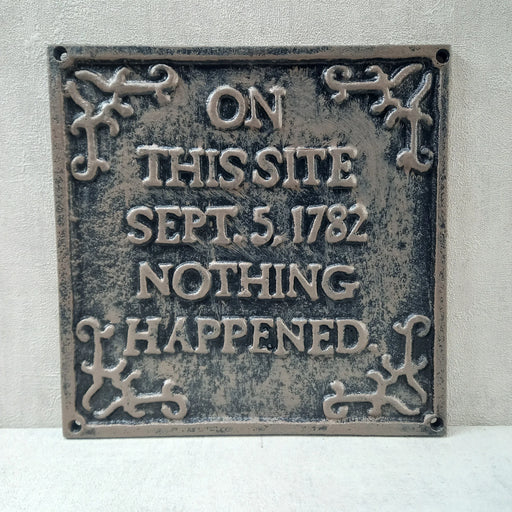 ON
THIS SITE
SEPT. 5, 1782
NOTHING
HAPPENED.